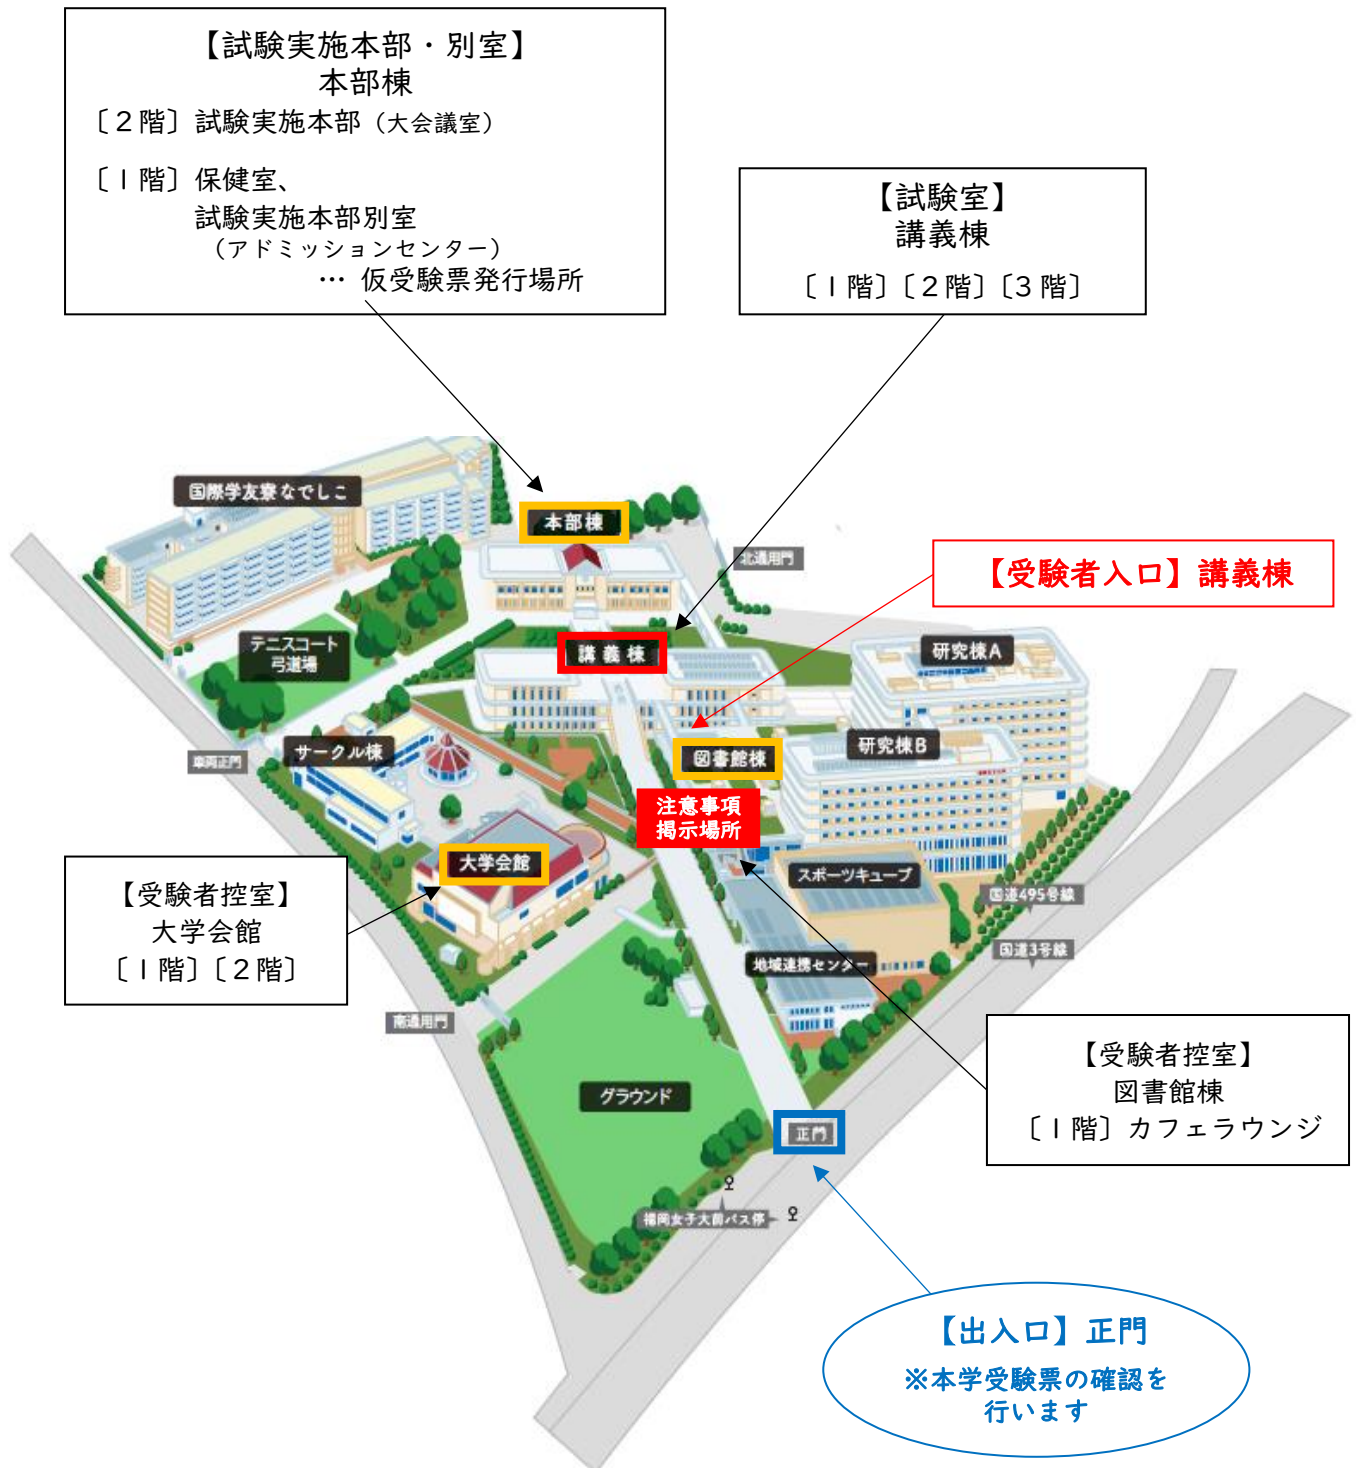 【試験実施本部・別室】
本部棟
〔２階〕試験実施本部（大会議室）
〔１階〕保健室、
試験実施本部別室
（アドミッションセンター）
… 仮受験票発行場所
【試験室】
講義棟
〔１階〕〔２階〕〔３階〕
国際学友寮なでしこ
本部棟
北通用門
【受験者入口】講義棟
テニスコート
弓道場
講義棟
研究棟A
サークル棟
車両正門
図書館棟
研究棟B
注意事項
掲示場所
大学会館
スポーツキューブ
国道495号線
国道3号線
【受験者控室】
大学会館
〔１階〕〔２階〕
地域連携センター
南通用門
【受験者控室】
図書館棟
〔１階〕カフェラウンジ
グラウンド
正門
福岡女子大前バス停
【出入口】正門
※本学受験票の確認を
行います